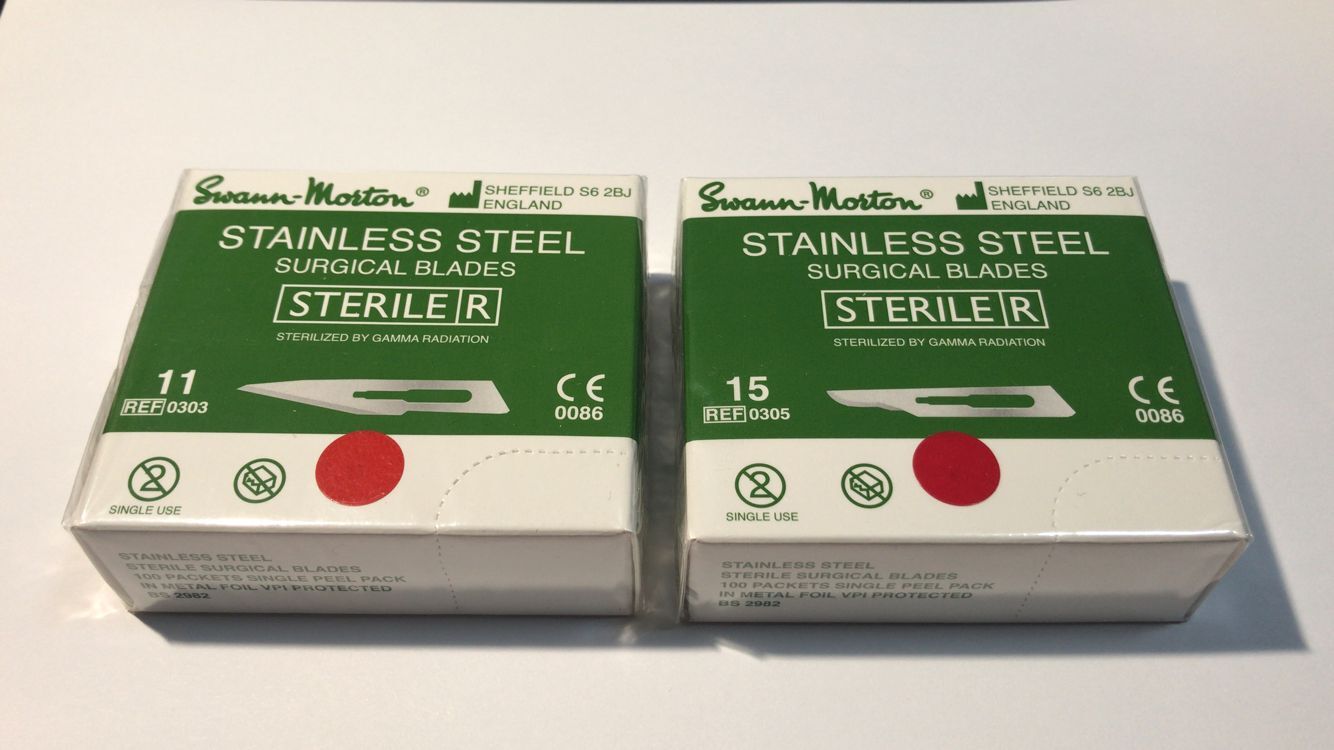 Swann-Morton® SHEFFIELD S6 2BJ
ENGLAND
STAINLESS STEEL
SURGICAL BLADES
STERILE R
STERILIZED BY GAMMA RADIATION
11
REF 0303
CE
0086
2
SINGLE USE
STAINLESS STEEL
STERILE SURGICAL BLADES
100 PACKETS SINGLE PEEL PACK
IN METAL FOIL VPI PROTECTED
BS 2982
Swann-Morton® SHEFFIELD S6 2BJ
ENGLAND
STAINLESS STEEL
SURGICAL BLADES
STERILE R
STERILIZED BY GAMMA RADIATION
15
REF 0305
CE
0086
2
SINGLE USE
STAINLESS STEEL
STERILE SURGICAL BLADES
100 PACKETS SINGLE PEEL PACK
IN METAL FOIL VPI PROTECTED
BS 2982